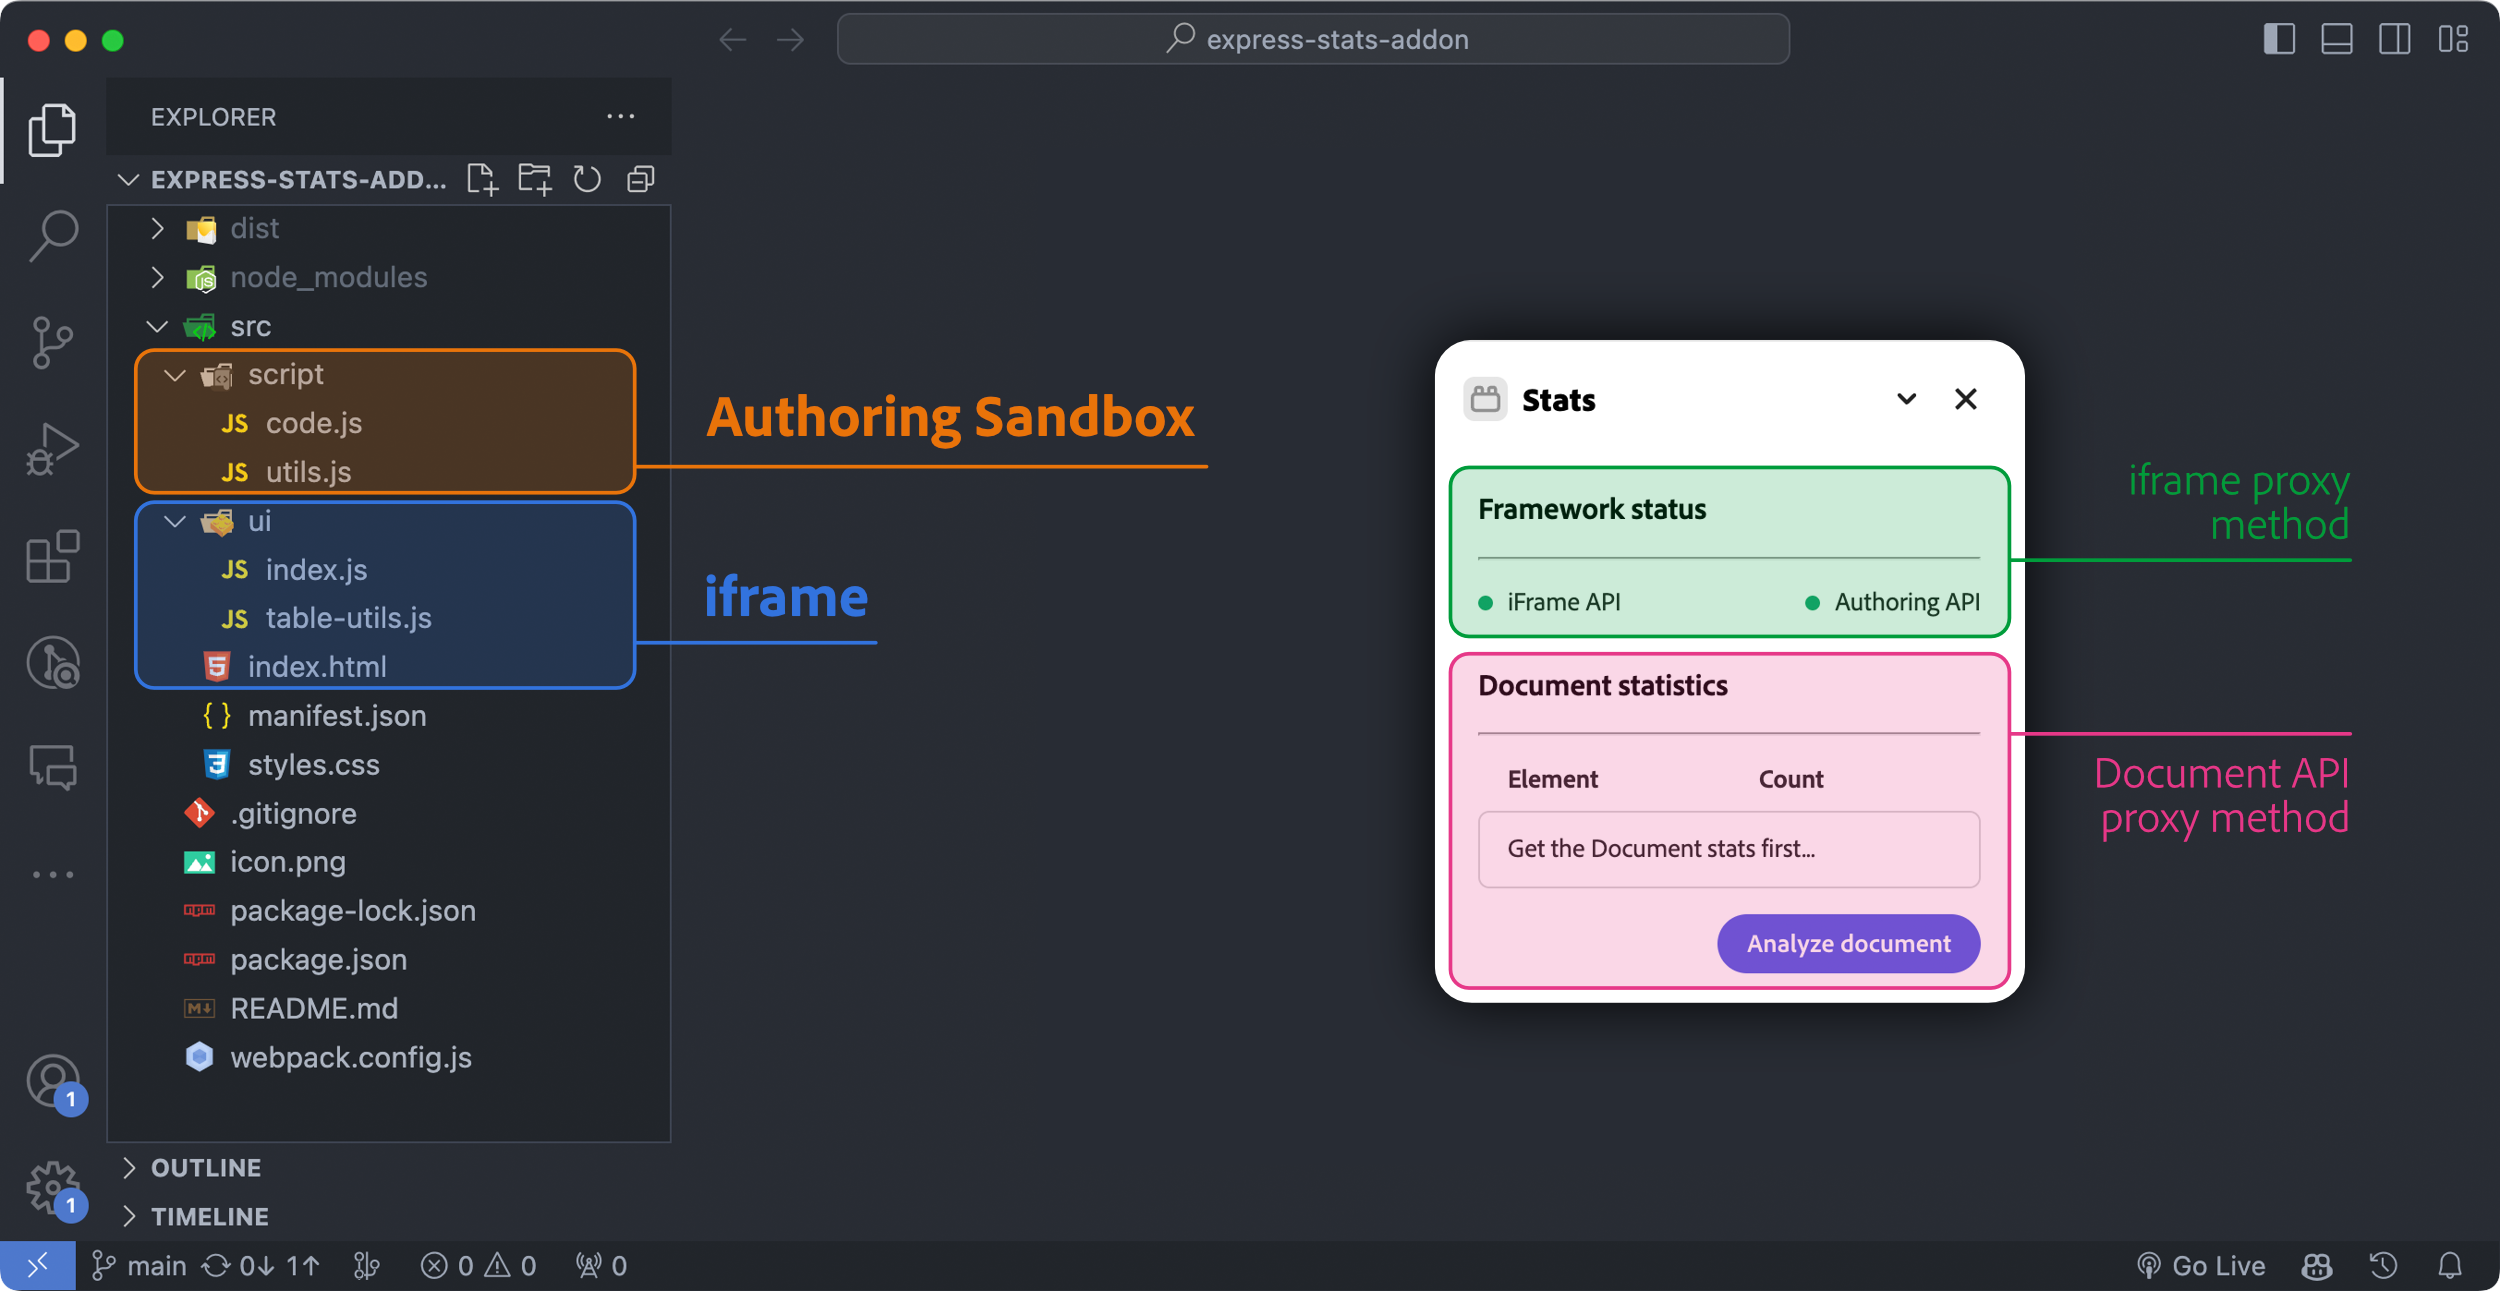 express-stats-addon
EXPLORER
EXPRESS-STATS-ADD...
dist
node_modules
src
script
JS code.js
JS utils.js
ui
JS index.js
JS table-utils.js
index.html
manifest.json
styles.css
.gitignore
icon.png
package-lock.json
package.json
README.md
webpack.config.js
OUTLINE
TIMELINE
1
1
Authoring Sandbox
iframe
Stats
Framework status
iFrame API
Authoring API
Document statistics
Element
Count
Get the Document stats first...
Analyze document
iframe proxy
method
Document API
proxy method
main 0↓ 1↑ 0 0 0
Go Live